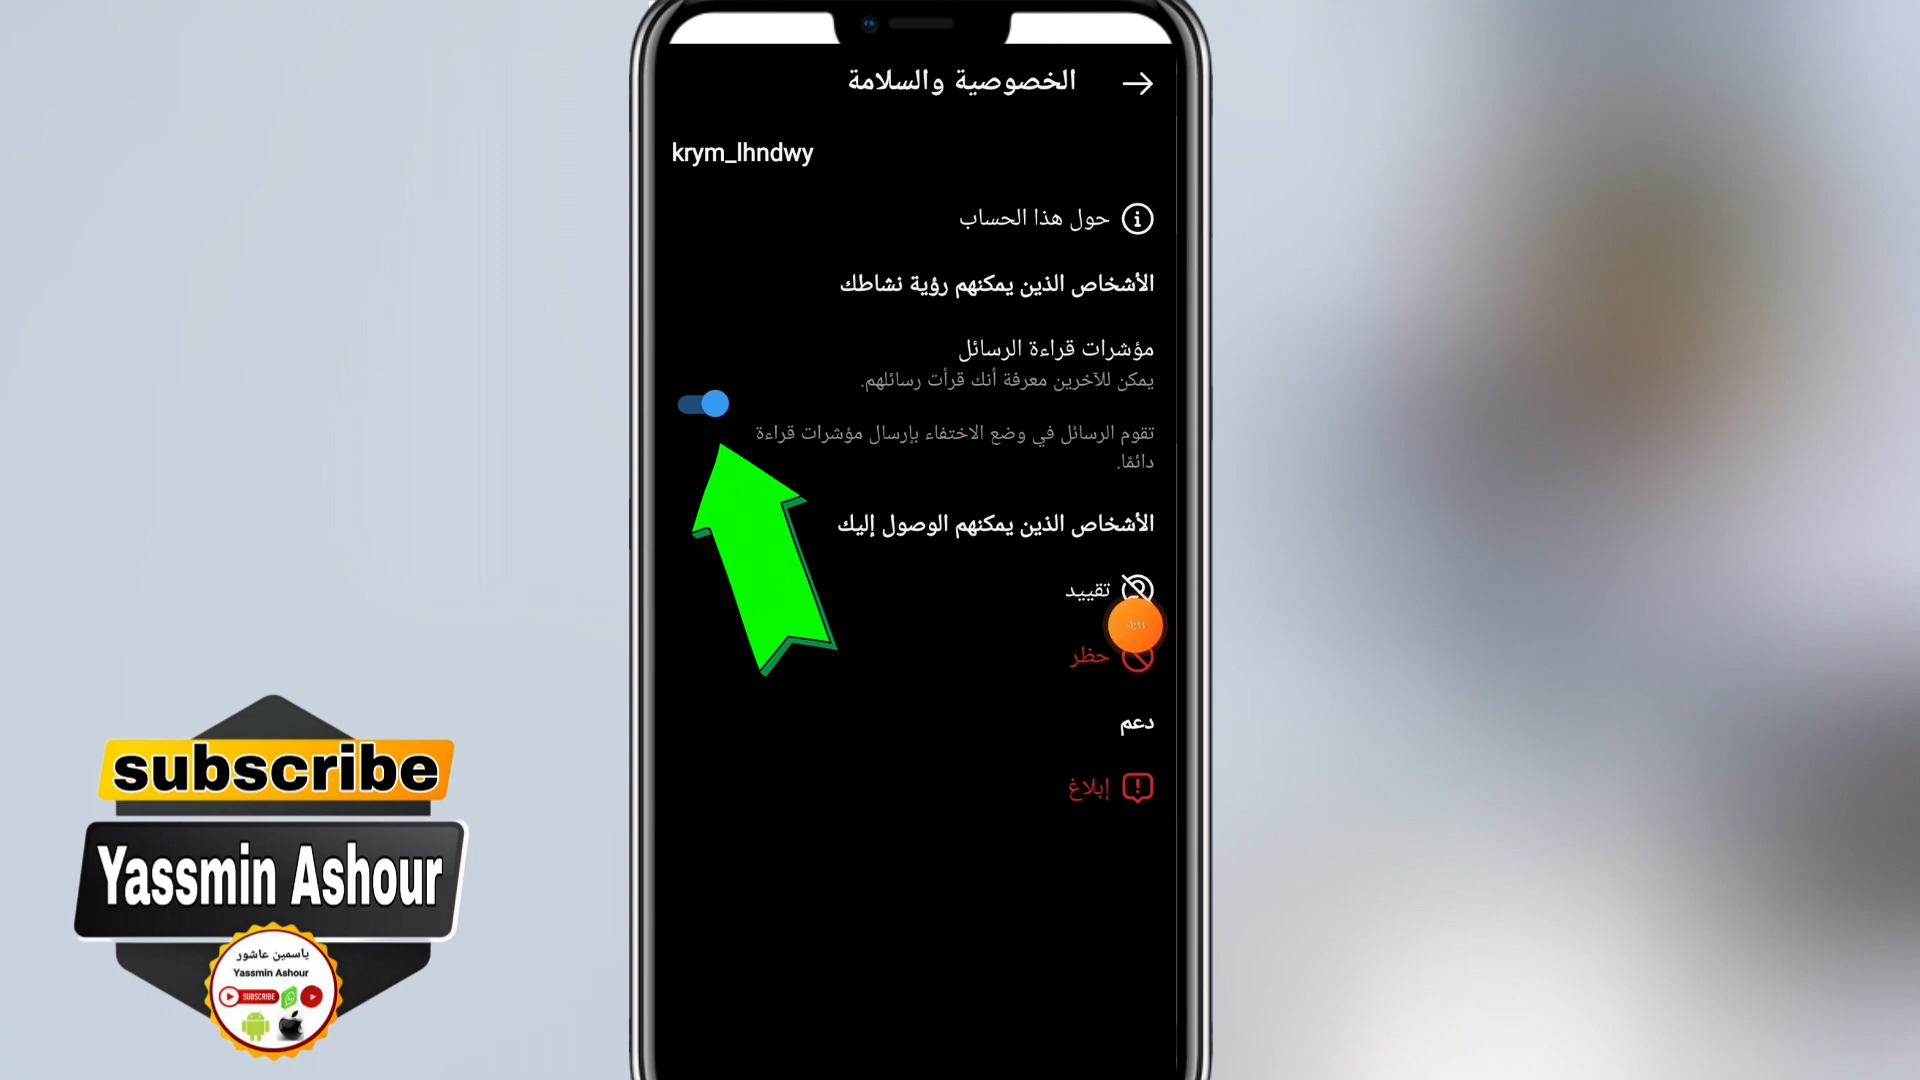 الخصوصية والسلامة
krym_lhndwy
حول هذا الحساب
الأشخاص الذين يمكنهم رؤية نشاطك
مؤشرات قراءة الرسائل
يمكن للآخرين معرفة أنك قرأت رسائلهم.
تقوم الرسائل في وضع الاختفاء بإرسال مؤشرات قراءة
دائمًا.
الأشخاص الذين يمكنهم الوصول إليك
تقييد
٠١:١١
حظر
دعم
إبلاغ
subscribe
Yassmin Ashour
ياسمين عاشور
Yassmin Ashour
SUBSCRIBE